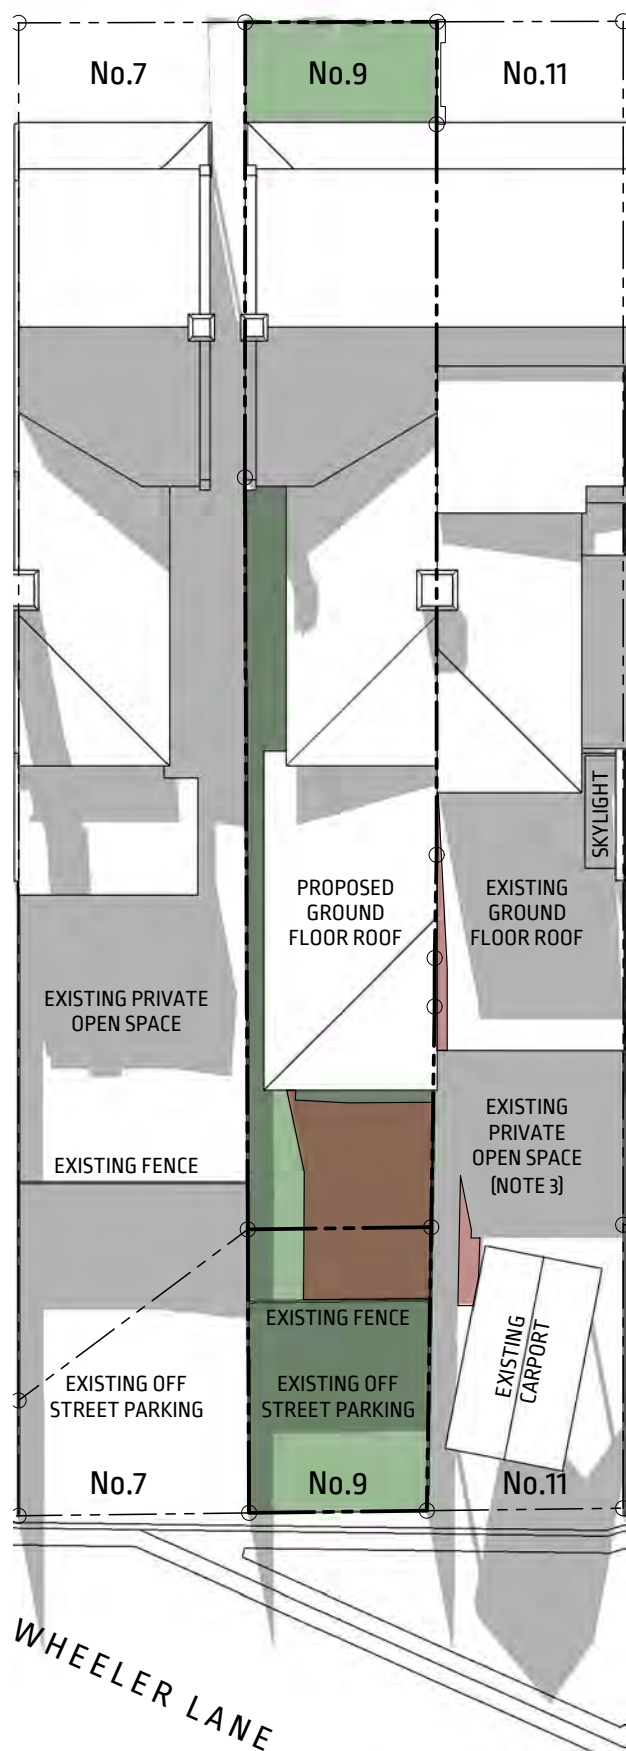 No.7
No.9
No.11
SKYLIGHT
PROPOSED
GROUND
FLOOR ROOF
EXISTING
GROUND
FLOOR ROOF
EXISTING PRIVATE
OPEN SPACE
EXISTING
PRIVATE
OPEN SPACE
(NOTE 3)
EXISTING FENCE
EXISTING FENCE
EXISTING
CARPORT
EXISTING OFF
STREET PARKING
EXISTING OFF
STREET PARKING
No.7
No.9
No.11
WHEELER LANE